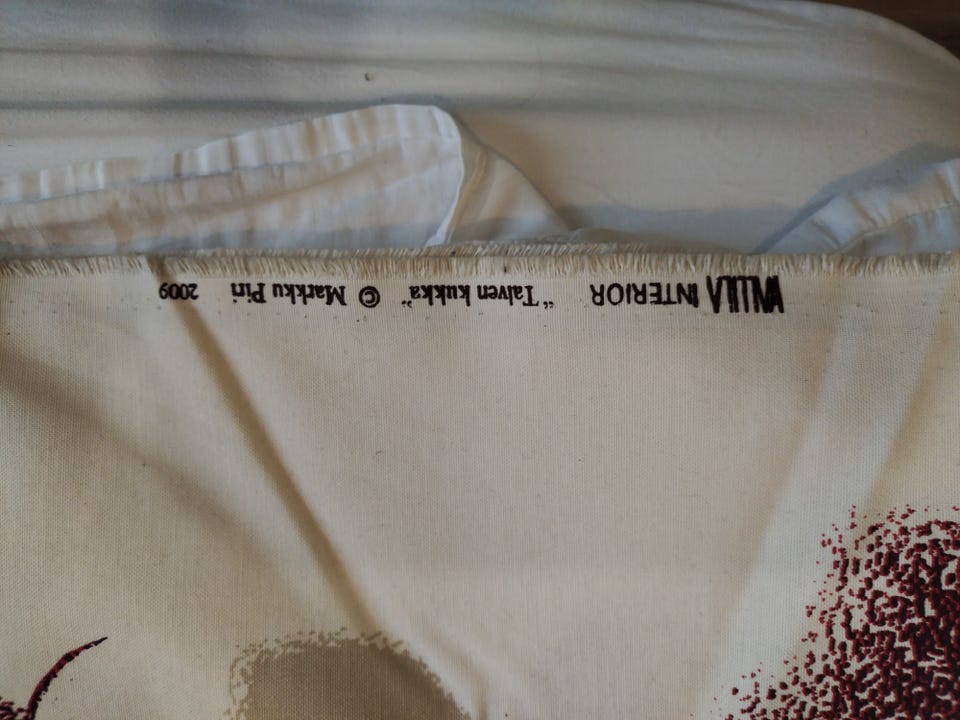 VALLILA INTERIOR "Talven kukka" © Markku Piri 2009